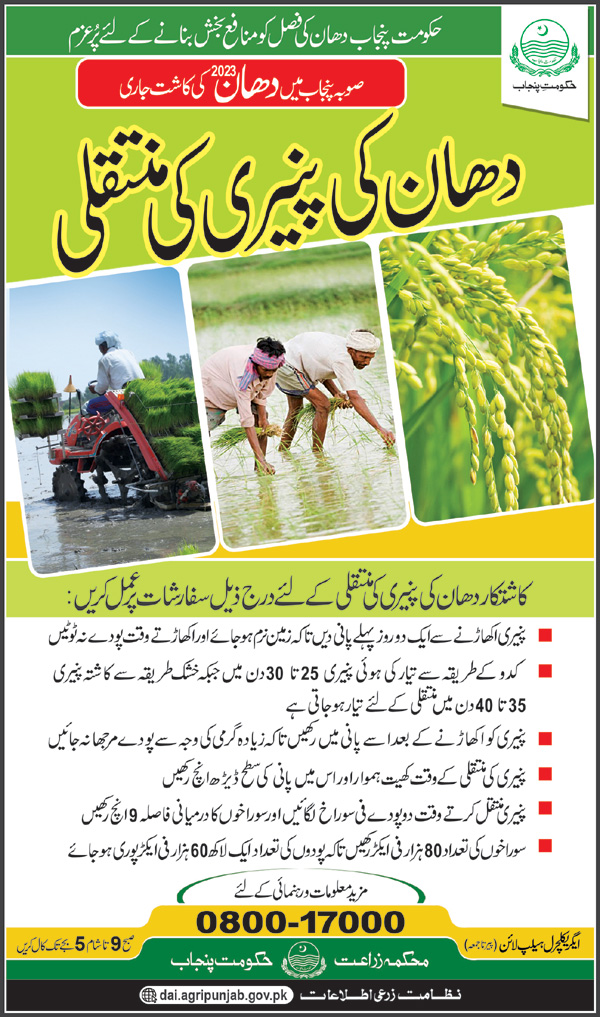 حکومت پنجاب دھان کی فصل کو منافع بخش بنانے کے لئے پُرعزم
حکومتِ پنجاب
صوبہ پنجاب میں دھان 2023 کی کاشت جاری
دھان کی پنیری کی منتقلی
کاشتکار دھان کی پنیری کی منتقلی کے لئے درج ذیل سفارشات پر عمل کریں:
پنیری اکھاڑنے سے ایک دو روز پہلے پانی دیں تاکہ زمین نرم ہو جائے اور اکھاڑتے وقت پودے نہ ٹوٹیں
کدو کے طریقہ سے تیار کی ہوئی پنیری 25 تا 30 دن میں جبکہ خشک طریقہ سے کاشتہ پنیری
35 تا 40 دن میں منتقلی کے لئے تیار ہو جاتی ہے
پنیری کو اکھاڑنے کے بعد اسے پانی میں رکھیں تاکہ زیادہ گرمی کی وجہ سے پودے مرجھا نہ جائیں
پنیری کی منتقلی کے وقت کھیت ہموار اور اس میں پانی کی سطح ڈیڑھ انچ رکھیں
پنیری منتقل کرتے وقت دو پودے فی سوراخ لگائیں اور سوراخوں کا درمیانی فاصلہ 9 انچ رکھیں
سوراخوں کی تعداد 80 ہزار فی ایکڑ رکھیں تاکہ پودوں کی تعداد ایک لاکھ 60 ہزار فی ایکڑ پوری ہو جائے
مزید معلومات و رہنمائی کے لئے
0800-17000
ایگریکلچرل ہیلپ لائن (پیر تا جمعہ)
صبح 9 تا شام 5 بجے تک کال کریں
محکمہ زراعت حکومت پنجاب
نظامت زرعی اطلاعات dai.agripunjab.gov.pk